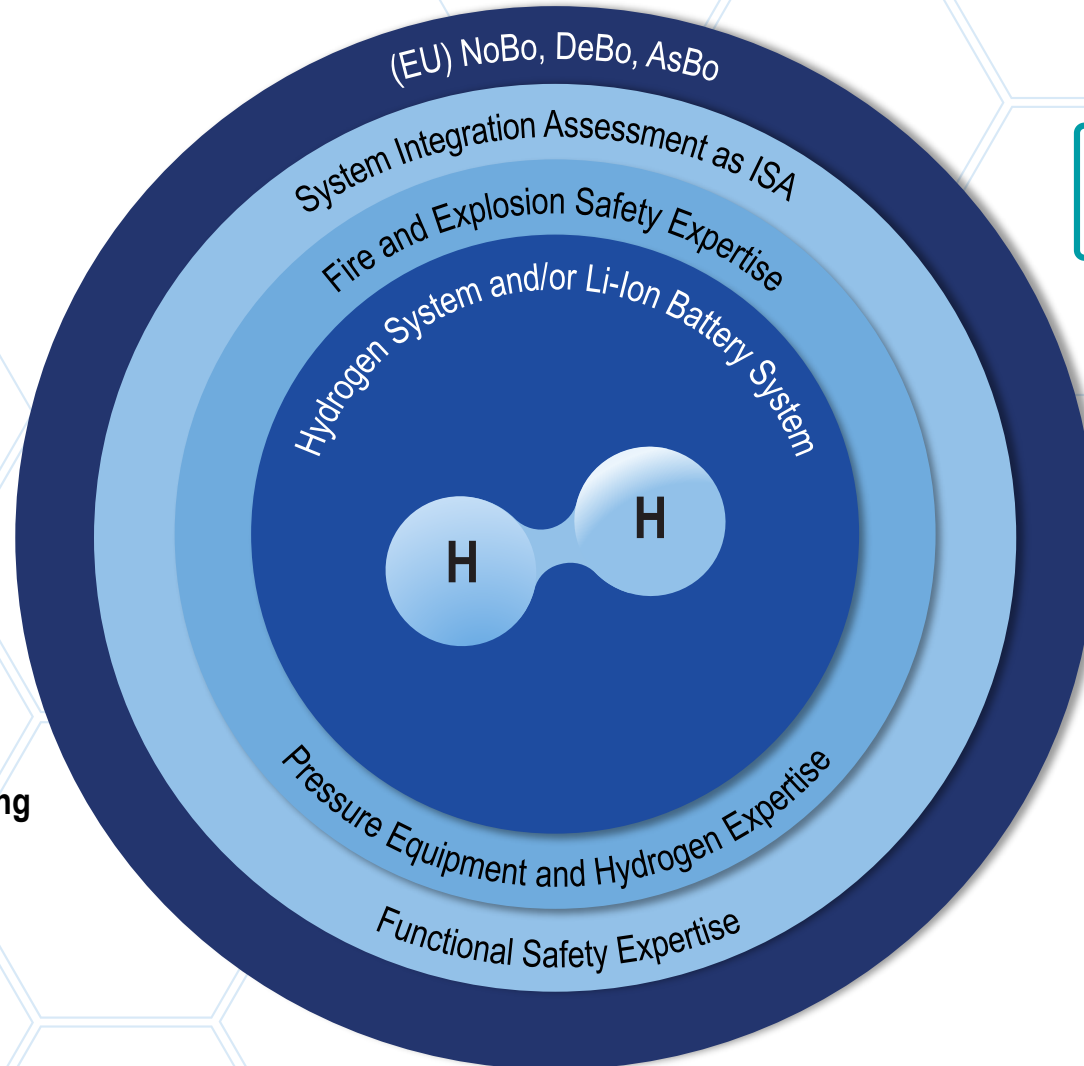 (EU) NoBo, DeBo, AsBo
System Integration Assessment as ISA
Fire and Explosion Safety Expertise
Hydrogen System and/or Li-Ion Battery System
H
H
ng
Pressure Equipment and Hydrogen Expertise
Functional Safety Expertise